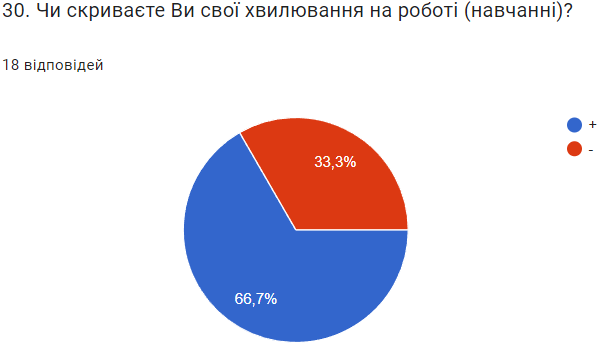 30. Чи скриваєте Ви свої хвилювання на роботі (навчанні)?
18 відповідей
+
-
33,3%
66,7%